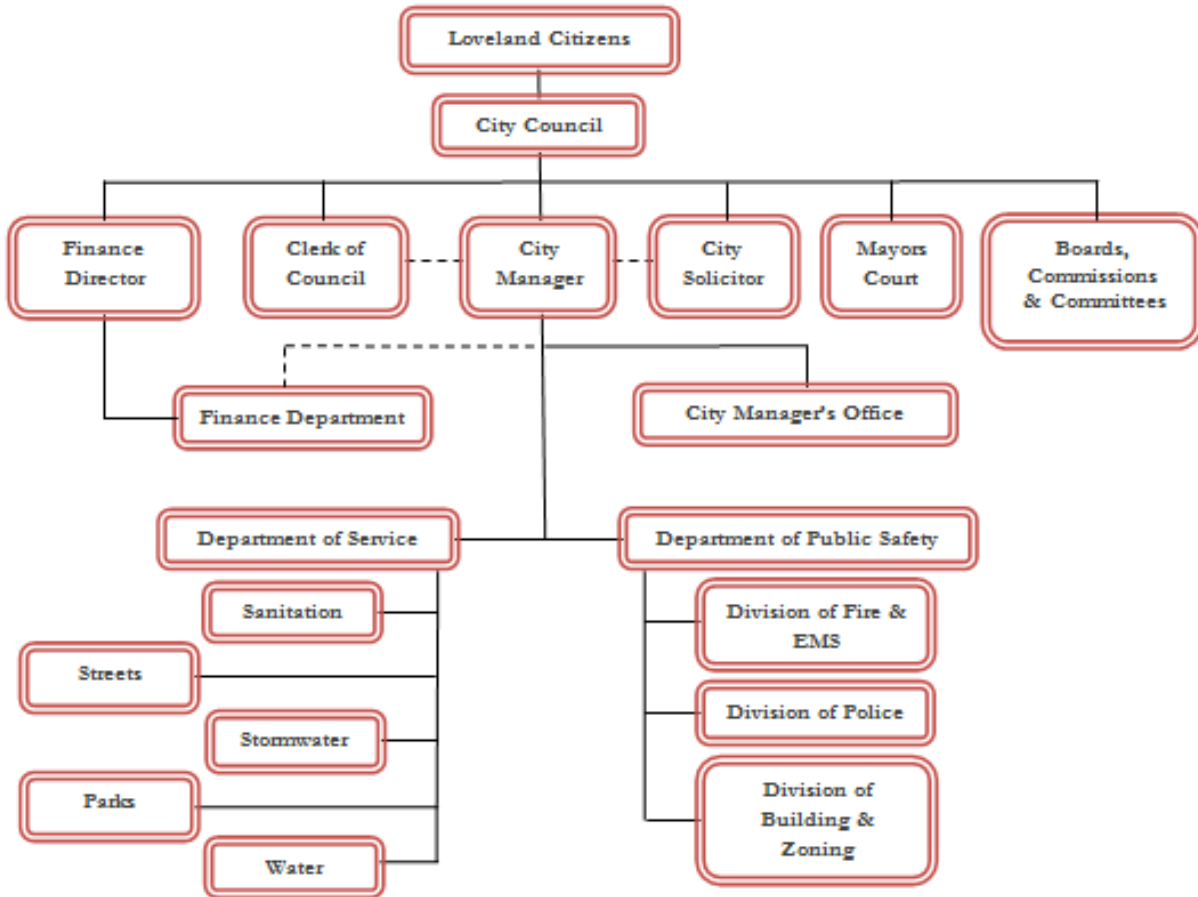 Loveland Citizens
City Council
Finance
Director
Clerk of
Council
City
Manager
City
Solicitor
Mayors
Court
Boards,
Commissions
& Committees
Finance Department
City Manager's Office
Department of Service
Department of Public Safety
Sanitation
Streets
Stormwater
Parks
Water
Division of Fire &
EMS
Division of Police
Division of
Building &
Zoning